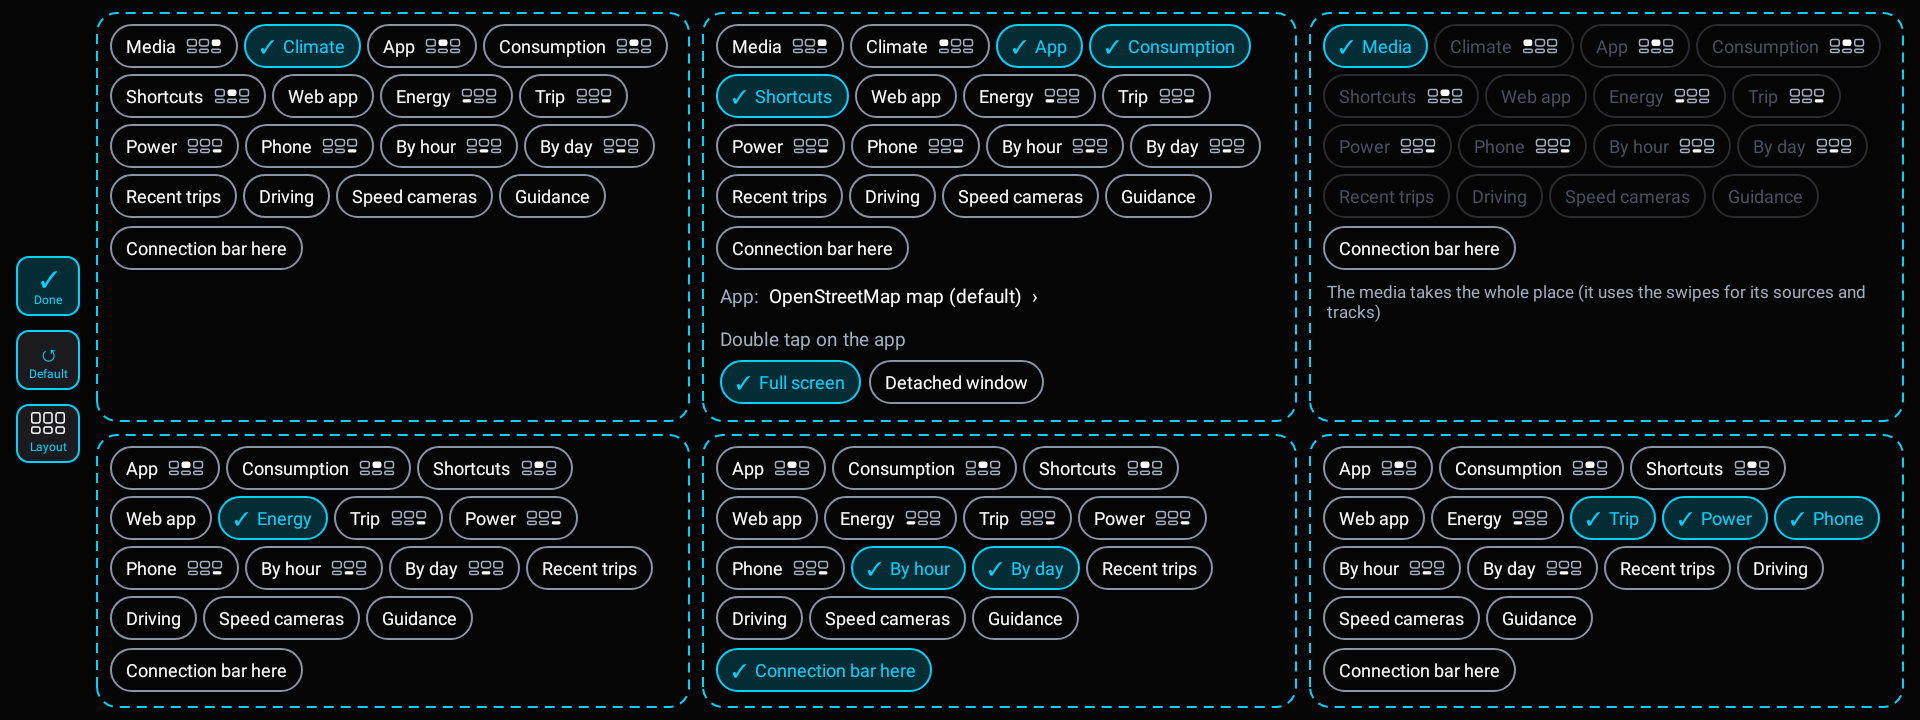 Done
Default
Layout
Media ✓ Climate App Consumption
Shortcuts Web app Energy Trip
Power Phone By hour By day
Recent trips Driving Speed cameras Guidance
Connection bar here
Media Climate ✓ App ✓ Consumption
✓ Shortcuts Web app Energy Trip
Power Phone By hour By day
Recent trips Driving Speed cameras Guidance
Connection bar here
App: OpenStreetMap map (default) ›
Double tap on the app
✓ Full screen Detached window
✓ Media Climate App Consumption
Shortcuts Web app Energy Trip
Power Phone By hour By day
Recent trips Driving Speed cameras Guidance
Connection bar here
The media takes the whole place (it uses the swipes for its sources and
tracks)
App Consumption Shortcuts
Web app ✓ Energy Trip Power
Phone By hour By day Recent trips
Driving Speed cameras Guidance
Connection bar here
App Consumption Shortcuts
Web app Energy Trip Power
Phone ✓ By hour ✓ By day Recent trips
Driving Speed cameras Guidance
✓ Connection bar here
App Consumption Shortcuts
Web app Energy ✓ Trip ✓ Power ✓ Phone
By hour By day Recent trips Driving
Speed cameras Guidance
Connection bar here